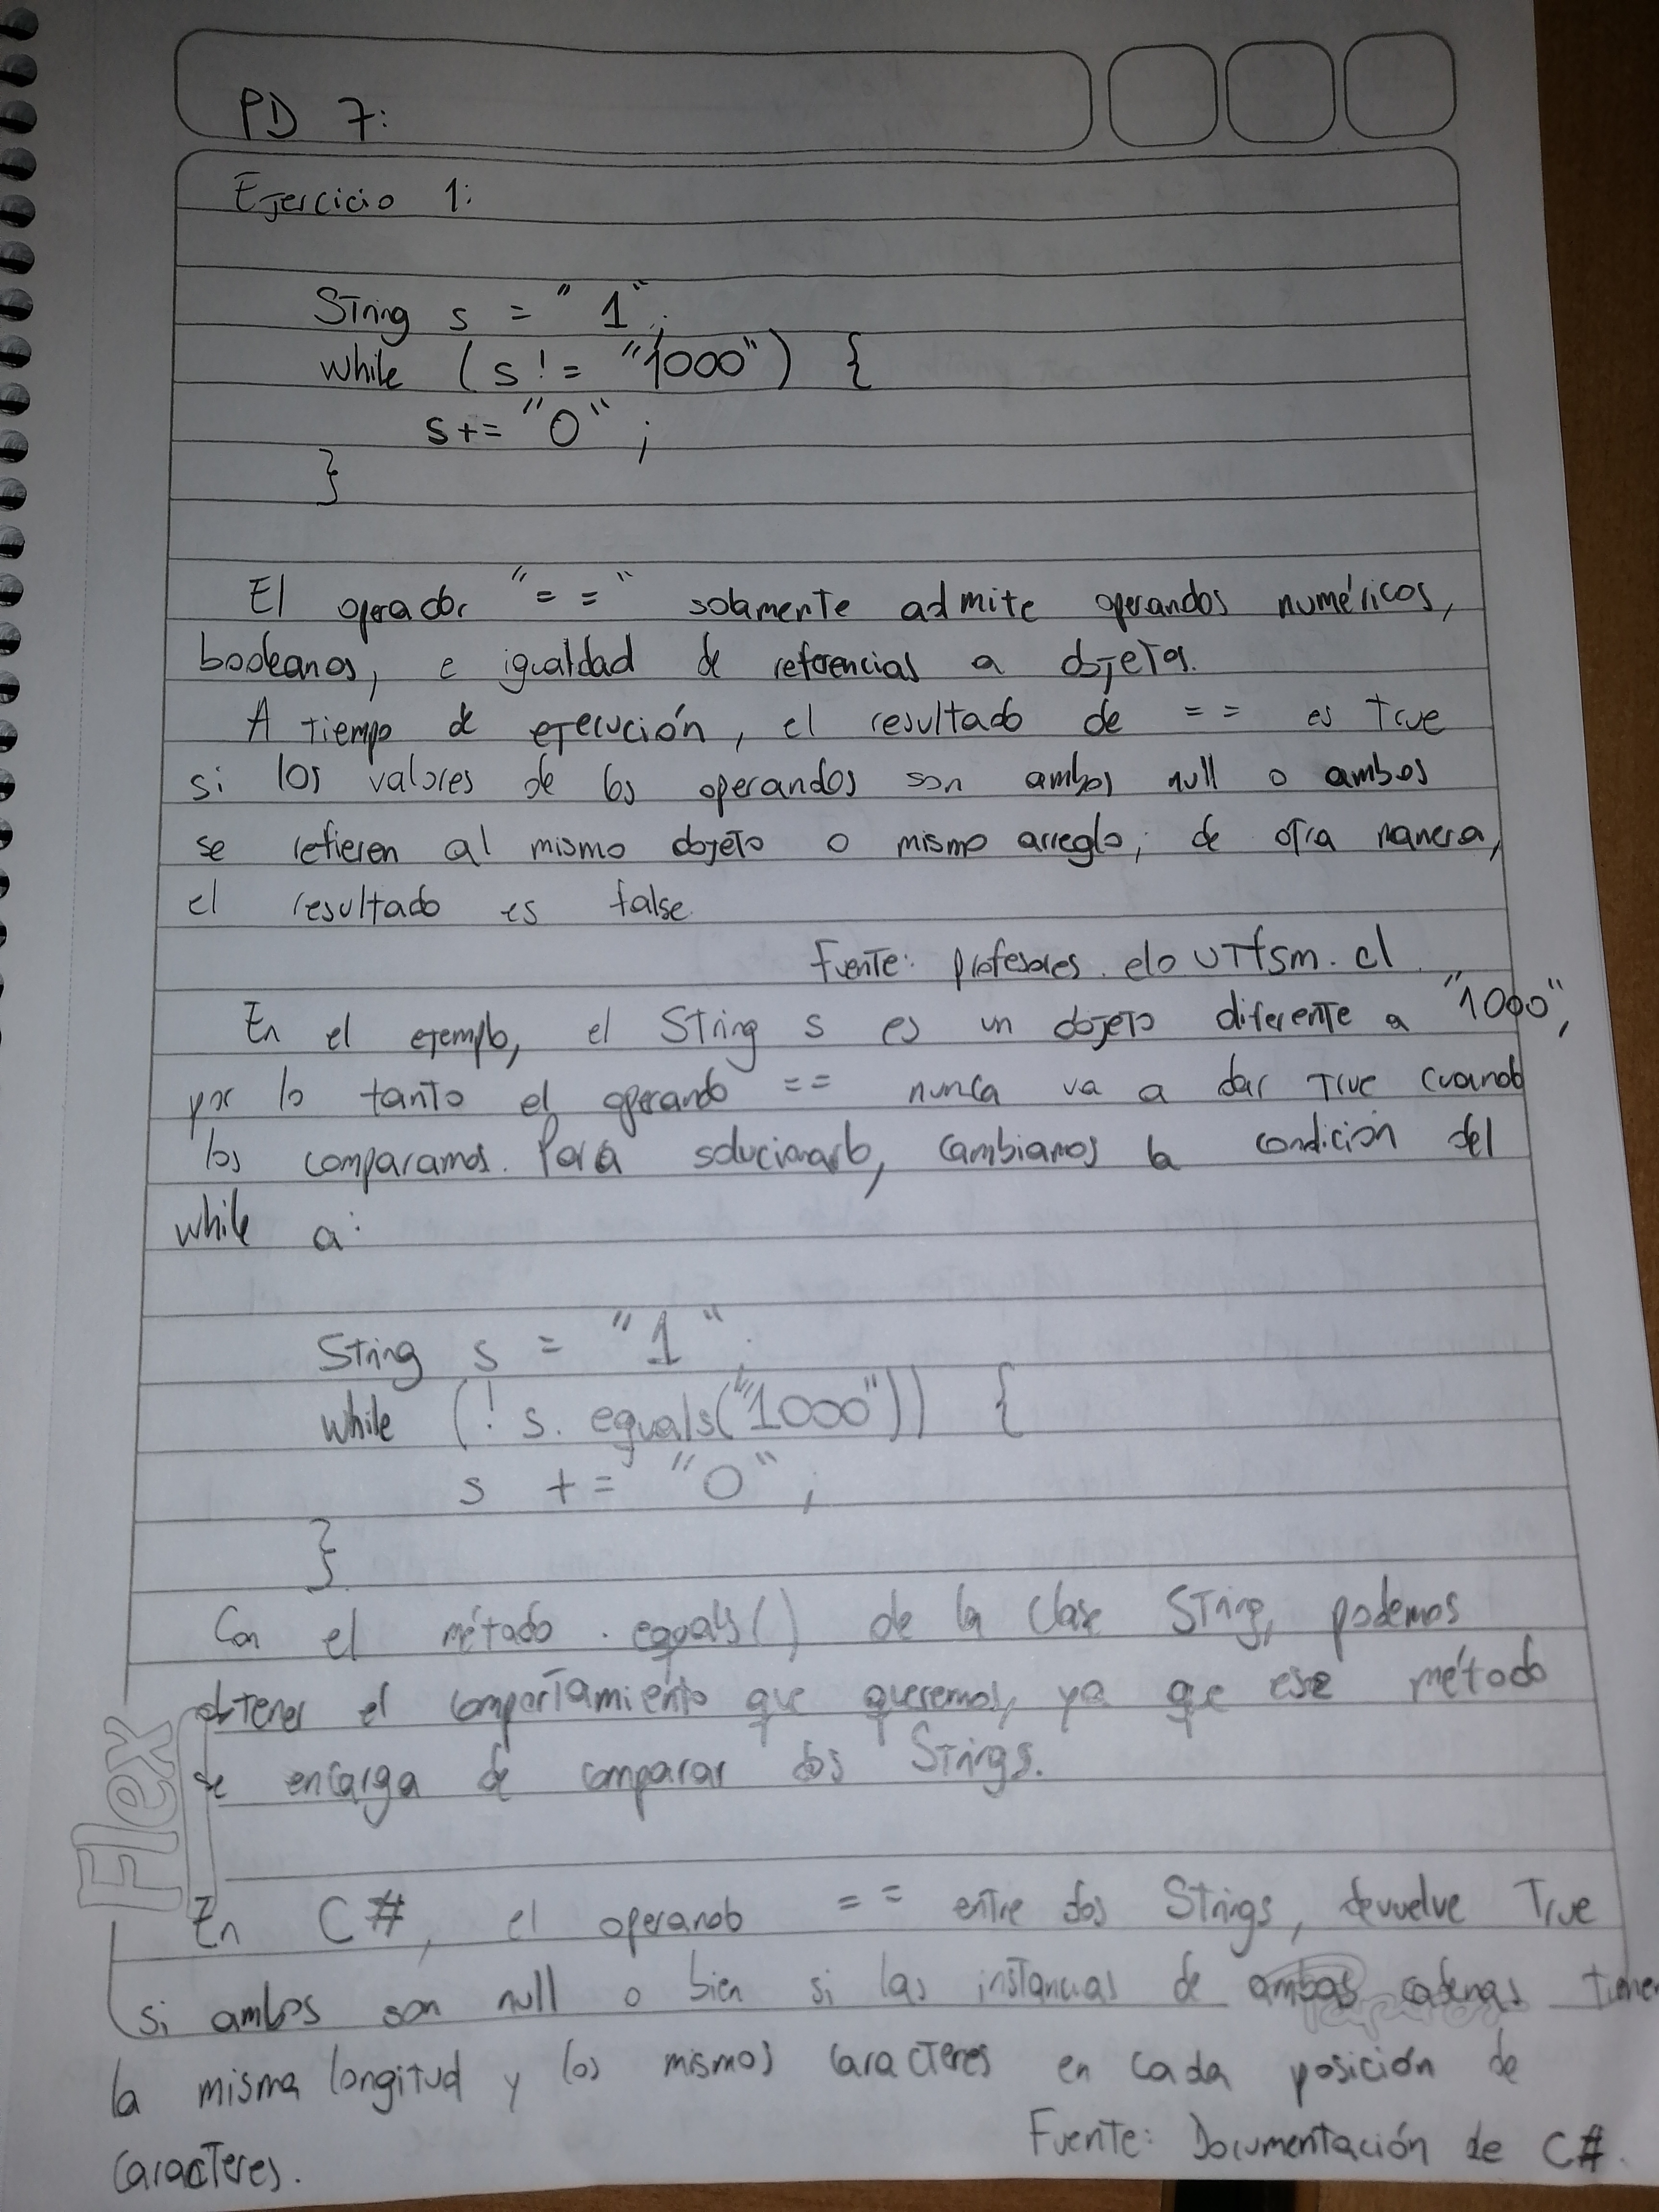 PD 7:
Ejercicio 1:
String s = "1";
while (s != "1000") {
s += "0";
}
El operador "==" solamente admite operandos numéricos,
booleanos, e igualdad de referencias a objetos.
A tiempo de ejecución, el resultado de == es True
si los valores de los operandos son ambos null o ambos
se refieren al mismo objeto o mismo arreglo; de otra manera,
el resultado es false.
Fuente: profesores.elo UTfsm.cl
En el ejemplo, el String s es un objeto diferente a "1000",
por lo tanto el operando == nunca va a dar True cuando
los comparamos. Para solucionarlo, cambiamos la condición del
while a:
String s = "1";
while (! s. equals("1000")) {
s += "0";
}
Con el método .equals() de la clase String, podemos
obtener el comportamiento que queremos, ya que ese método
se encarga de comparar dos Strings.
Flex
En C#, el operando == entre dos Strings, devuelve True
si ambos son null o bien si las instancias de ambas cadenas tienen
la misma longitud y los mismos caracteres en cada posición de
caracteres.
Fuente: Documentación de C#.